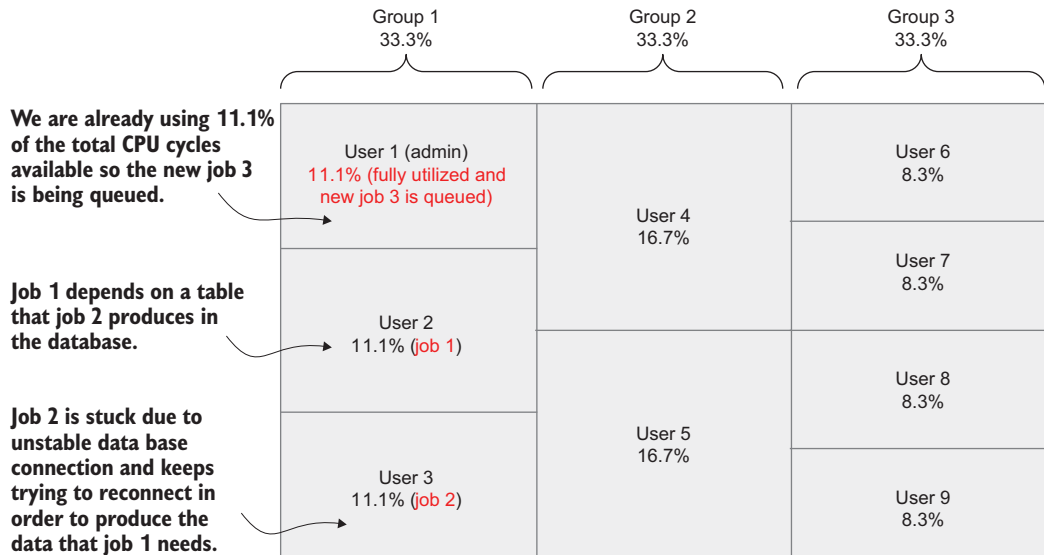 Group 1
33.3%
Group 2
33.3%
Group 3
33.3%
We are already using 11.1%
of the total CPU cycles
available so the new job 3
is being queued.
Job 1 depends on a table
that job 2 produces in
the database.
Job 2 is stuck due to
unstable data base
connection and keeps
trying to reconnect in
order to produce the
data that job 1 needs.
User 1 (admin)
11.1% (fully utilized and
new job 3 is queued)
User 2
11.1% (job 1)
User 3
11.1% (job 2)
User 4
16.7%
User 5
16.7%
User 6
8.3%
User 7
8.3%
User 8
8.3%
User 9
8.3%